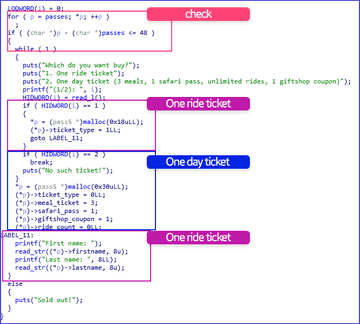 LODWORD(i) = 0;
for ( p = passes; *p; ++p )
;
if ( (char *)p - (char *)passes <= 48 )
{
while ( 1 )
{
puts("Which do you want buy?");
puts("1. One ride ticket");
puts("2. One day ticket (3 meals, 1 safari pass, unlimited rides, 1 giftshop coupon)");
printf("(1/2): ", i);
HIDWORD(i) = read_l();
if ( HIDWORD(i) == 1 )
{
*p = (pass5 *)malloc(0x18uLL);
(*p)->ticket_type = 1LL;
goto LABEL_11;
}
if ( HIDWORD(i) == 2 )
break;
puts("No such ticket!");
}
*p = (pass5 *)malloc(0x30uLL);
(*p)->ticket_type = 0LL;
(*p)->meal_ticket = 3;
(*p)->safari_pass = 1;
(*p)->giftshop_coupon = 1;
(*p)->ride count = 0LL;
ABEL_11:
printf("First name: ");
read_str((*p)->firstname, 8u);
printf("Last name: ", 8LL);
read_str((*p)->lastname, 8u);
}
else
{
puts("Sold out!");
}
}
check
One ride ticket
One day ticket
One ride ticket